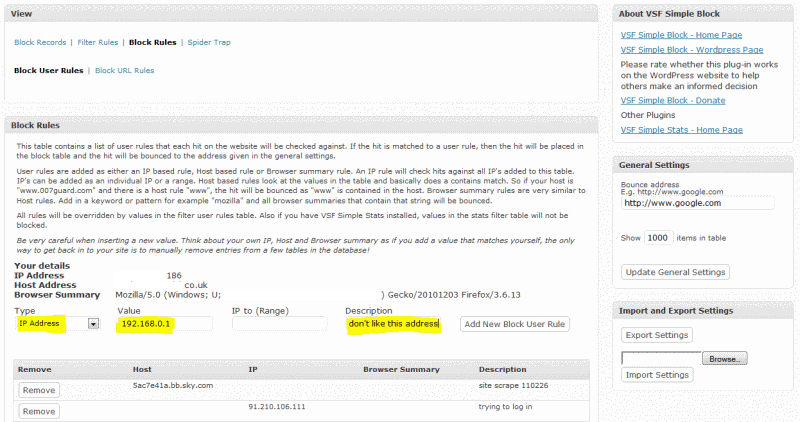 View
Block Records | Filter Rules | Block Rules | Spider Trap
Block User Rules | Block URL Rules
Block Rules
This table contains a list of user rules that each hit on the website will be checked against. If the hit is matched to a user rule, then the hit will be placed in
the block table and the hit will be bounced to the address given in the general settings.
User rules are added as either an IP based rule, Host based rule or Browser summary rule. An IP rule will check hits against all IP's added to this table.
IP's can be added as an individual IP or a range. Host based rules look at the values in the table and basically does a contains match. So if your host is
"www.007guard.com" and there is a host rule "www", the hit will be bounced as "www" is contained in the host. Browser summary rules are very similar to
Host rules. Add in a keyword or pattern for example "mozilla" and all browser summaries that contain that string will be bounced.
All rules will be overridden by values in the filter user rules table. Also if you have VSF Simple Stats installed, values in the stats filter table will not be
blocked.
Be very careful when inserting a new value. Think about your own IP, Host and Browser summary as if you add a value that matches yourself, the only
way to get back in to your site is to manually remove entries from a few tables in the database!
Your details
IP Address 186
Host Address co.uk
Browser Summary Mozilla/5.0 (Windows; U; ) Gecko/20101203 Firefox/3.6.13
Type Value IP to (Range) Description
IP Address 192.168.0.1 don't like this address Add New Block User Rule
Remove Host IP Browser Summary Description
Remove 5ac7e41a.bb.sky.com site scrape 110226
Remove 91.210.106.111 trying to log in
About VSF Simple Block
VSF Simple Block - Home Page
VSF Simple Block - Wordpress Page
Please rate whether this plug-in works
on the WordPress website to help
others make an informed decision
VSF Simple Block - Donate
Other Plugins
VSF Simple Stats - Home Page
General Settings
Bounce address
E.g. http://www.google.com
http://www.google.com
Show 1000 items in table
Update General Settings
Import and Export Settings
Export Settings
Browse..
Import Settings